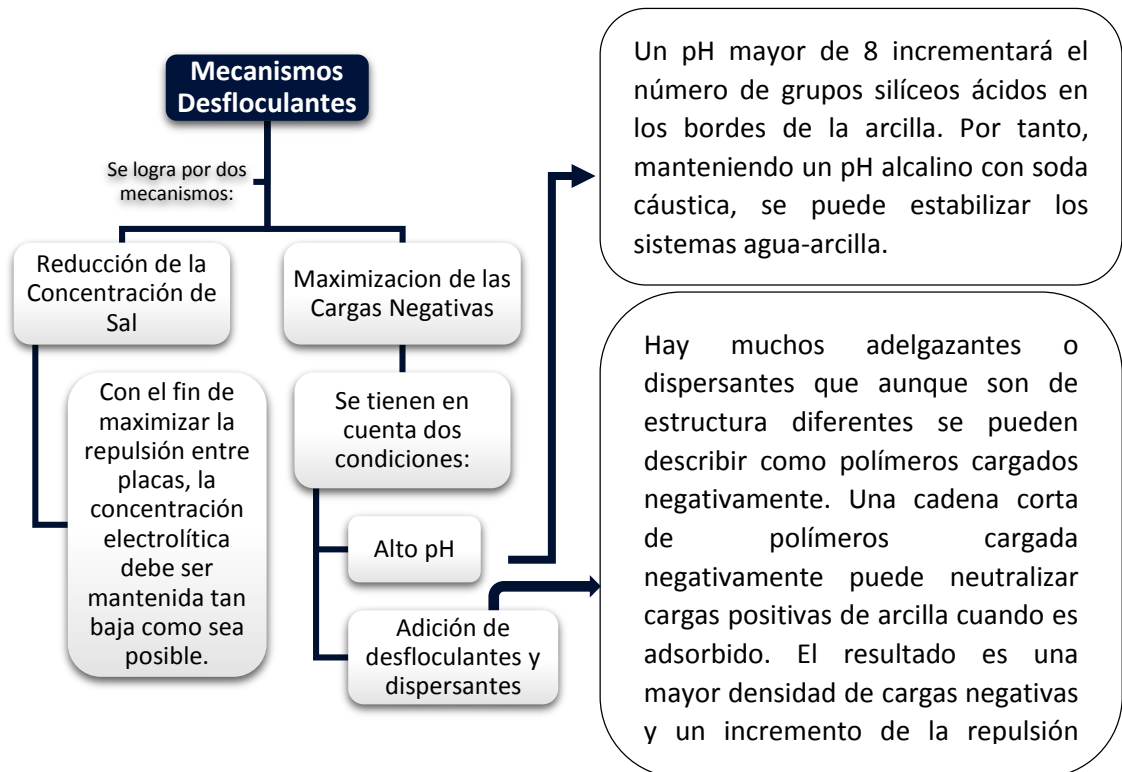 Mecanismos
Desfloculantes
Se logra por dos
mecanismos:
Reducción de la
Concentración de
Sal
Con el fin de
maximizar la
repulsión entre
placas, la
concentración
electrolítica
debe ser
mantenida tan
baja como sea
posible.
Maximizacion de las
Cargas Negativas
Se tienen en
cuenta dos
condiciones:
Alto pH
Adición de
desfloculantes y
dispersantes
Un pH mayor de 8 incrementará el
número de grupos silíceos ácidos en
los bordes de la arcilla. Por tanto,
manteniendo un pH alcalino con soda
cáustica, se puede estabilizar los
sistemas agua-arcilla.
Hay muchos adelgazantes o
dispersantes que aunque son de
estructura diferentes se pueden
describir como polímeros cargados
negativamente. Una cadena corta
de polímeros cargada
negativamente puede neutralizar
cargas positivas de arcilla cuando es
adsorbido. El resultado es una
mayor densidad de cargas negativas
y un incremento de la repulsión